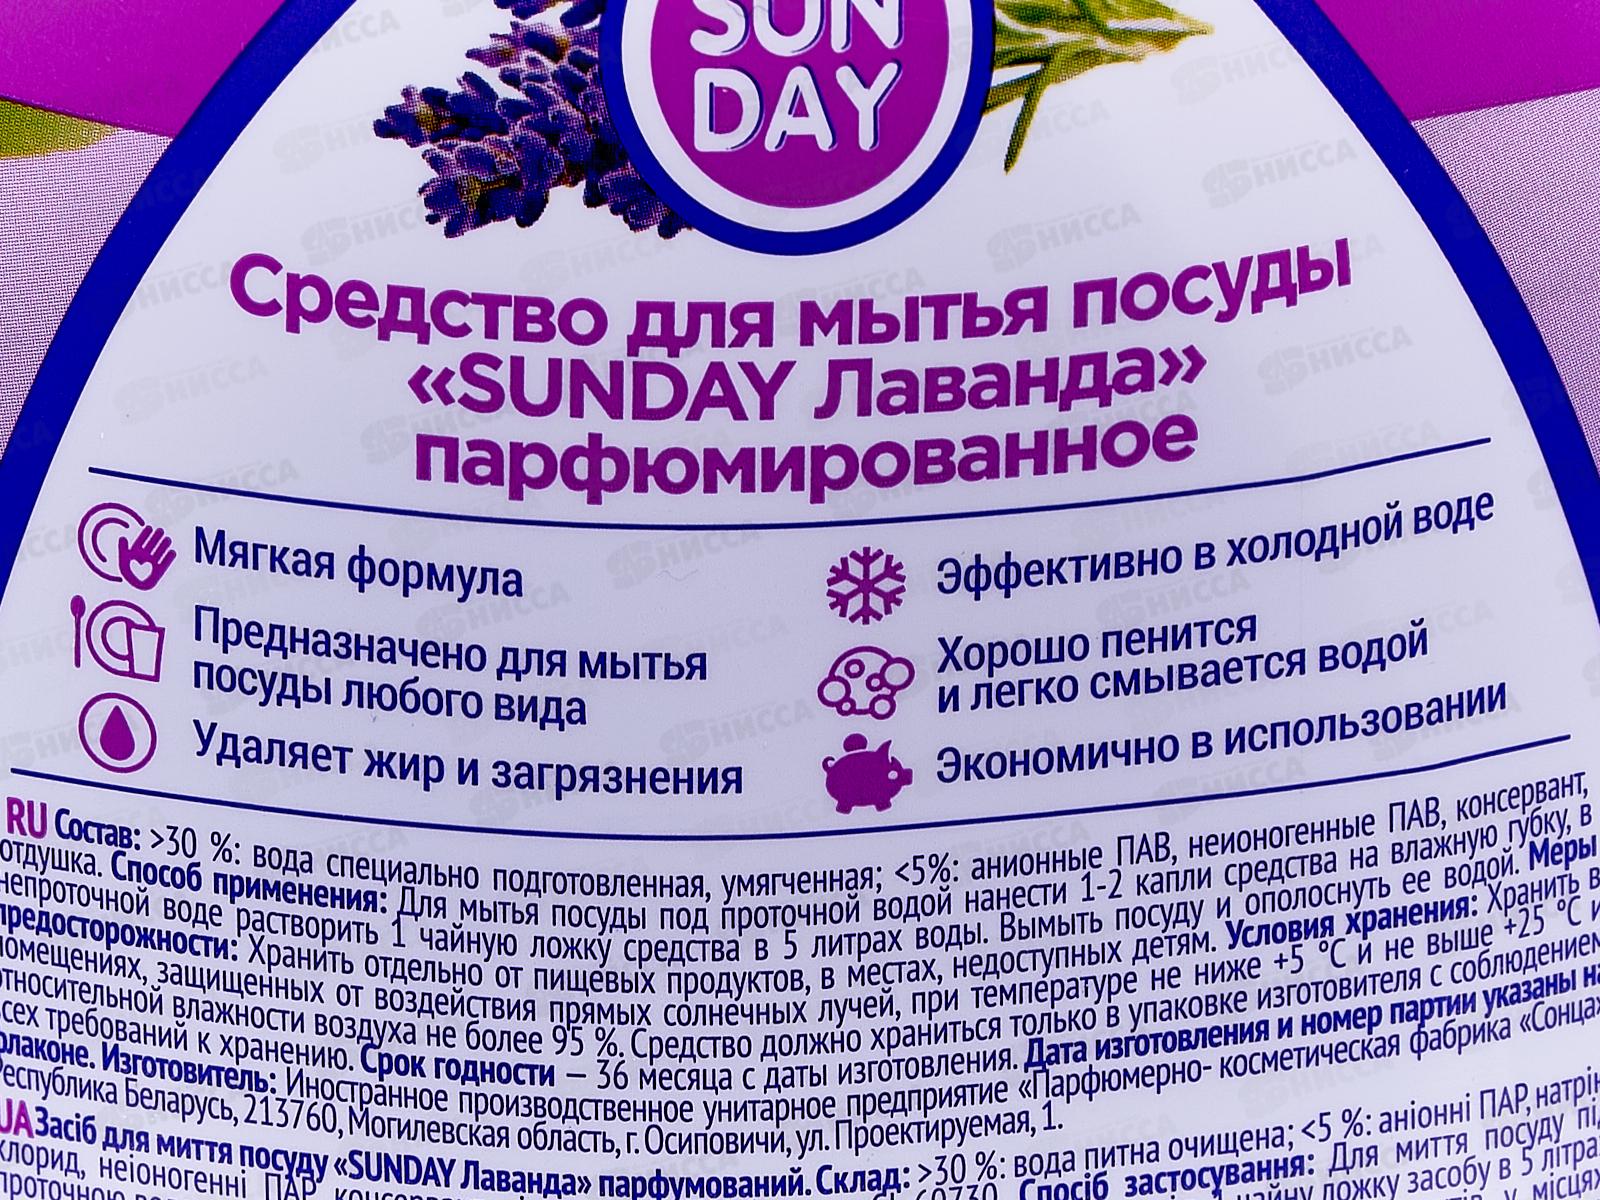 SUN
DAY
Средство для мытья посуды
«SUNDAY Лаванда»
парфюмированное
Мягкая формула
Предназначено для мытья
посуды любого вида
Удаляет жир и загрязнения
Эффективно в холодной воде
Хорошо пенится
и легко смывается водой
Экономично в использовании
RU Состав: >30 %: вода специально подготовленная, умягченная; <5%: анионные ПАВ, неионогенные ПАВ, консервант,
отдушка. Способ применения: Для мытья посуды под проточной водой нанести 1-2 капли средства на влажную губку, в
непроточной воде растворить 1 чайную ложку средства в 5 литрах воды. Вымыть посуду и ополоснуть ее водой. Меры
предосторожности: Хранить отдельно от пищевых продуктов, в местах, недоступных детям. Условия хранения: Хранить в
помещениях, защищенных от воздействия прямых солнечных лучей, при температуре не ниже +5 °C и не выше +25 °C и
относительной влажности воздуха не более 95 %. Средство должно храниться только в упаковке изготовителя с соблюдением
всех требований к хранению. Срок годности – 36 месяца с даты изготовления. Дата изготовления и номер партии указаны на
флаконе. Изготовитель: Иностранное производственное унитарное предприятие «Парфюмерно- косметическая фабрика «Сонца»
Республика Беларусь, 213760, Могилевская область, г. Осиповичи, ул. Проектируемая, 1.
UA Засіб для миття посуду «SUNDAY Лаванда» парфумований. Склад: >30 %: вода питна очищена; <5 %: аніонні ПАР, натрію
хлорид, неіоногенні ПАР, Спосіб застосування: Для миття посуду під
проточною ложку засобу в 5 літрах
місцях